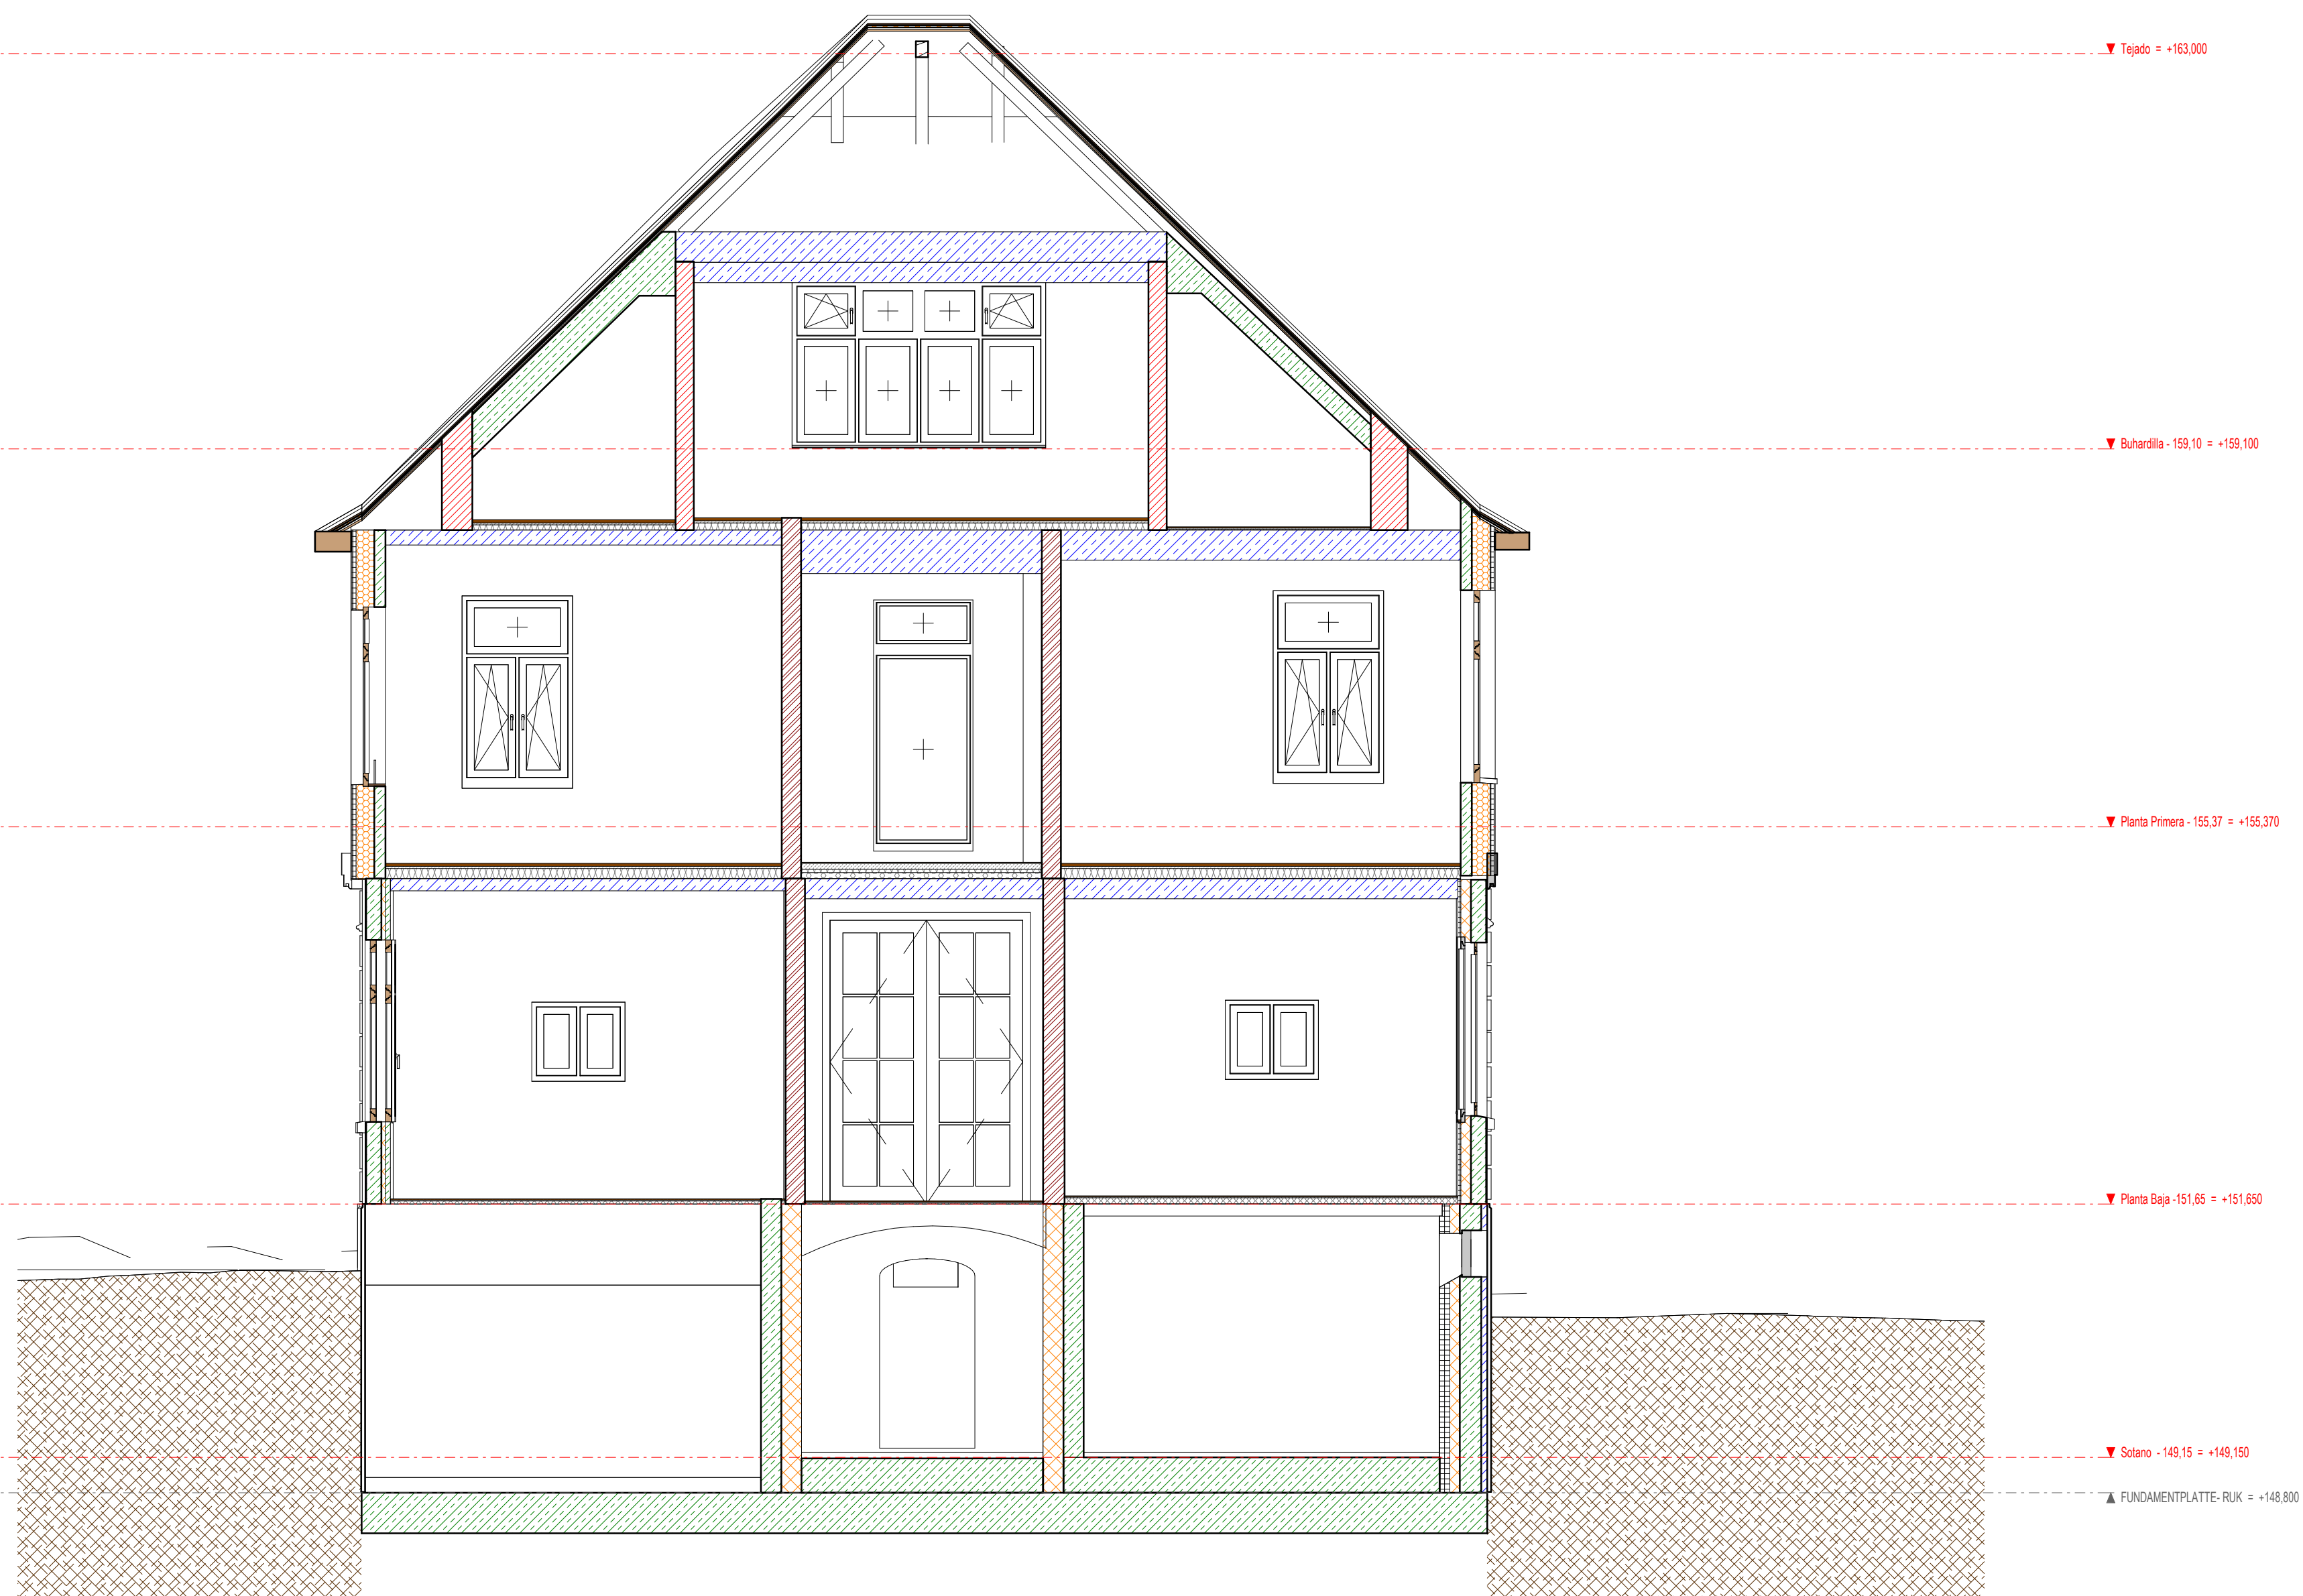 Tejado = +163,000
Buhardilla - 159,10 = +159,100
Planta Primera - 155,37 = +155,370
Planta Baja -151,65 = +151,650
Sotano - 149,15 = +149,150
FUNDAMENTPLATTE- RUK = +148,800